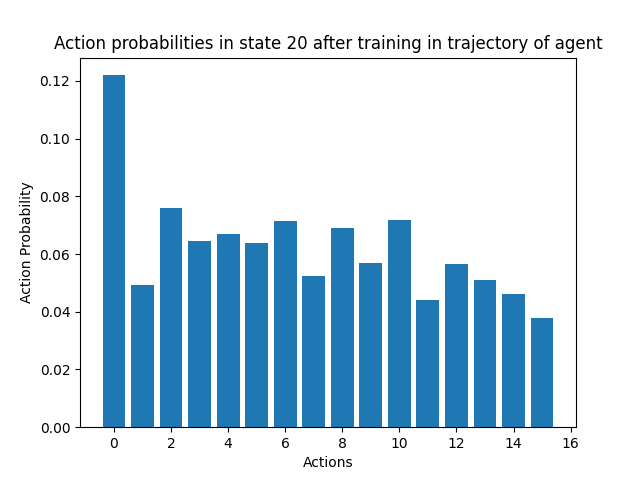 Action probabilities in state 20 after training in trajectory of agent
0.12
0.10
0.08
0.06
0.04
0.02
0.00
Action Probability
0 2 4 6 8 10 12 14 16
Actions